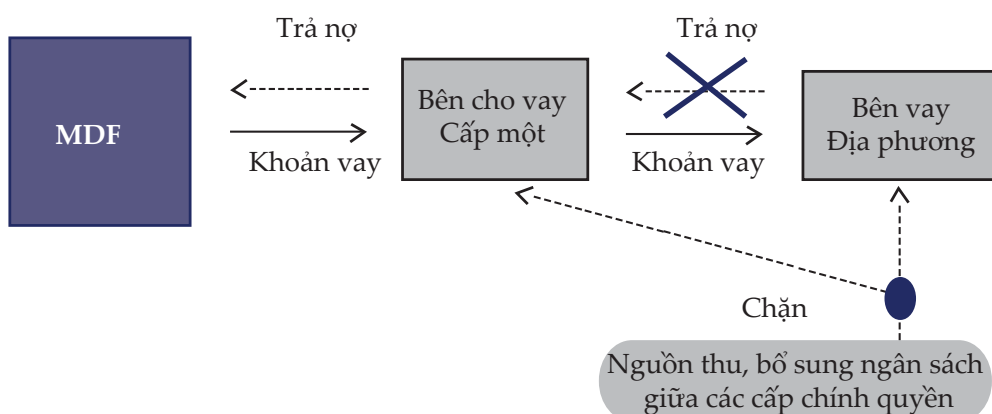 Trả nợ
Trả nợ
MDF
Bên cho vay
Cấp một
Bên vay
Địa phương
Khoản vay
Khoản vay
Chặn
Nguồn thu, bổ sung ngân sách
giữa các cấp chính quyền